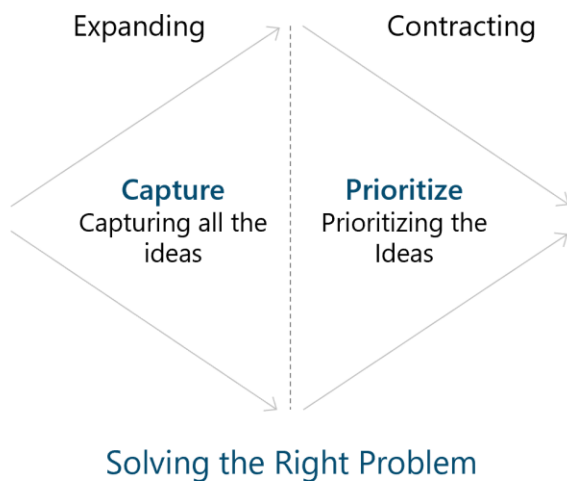 Expanding
Contracting
Capture
Capturing all the
ideas
Prioritize
Prioritizing the
Ideas
Solving the Right Problem